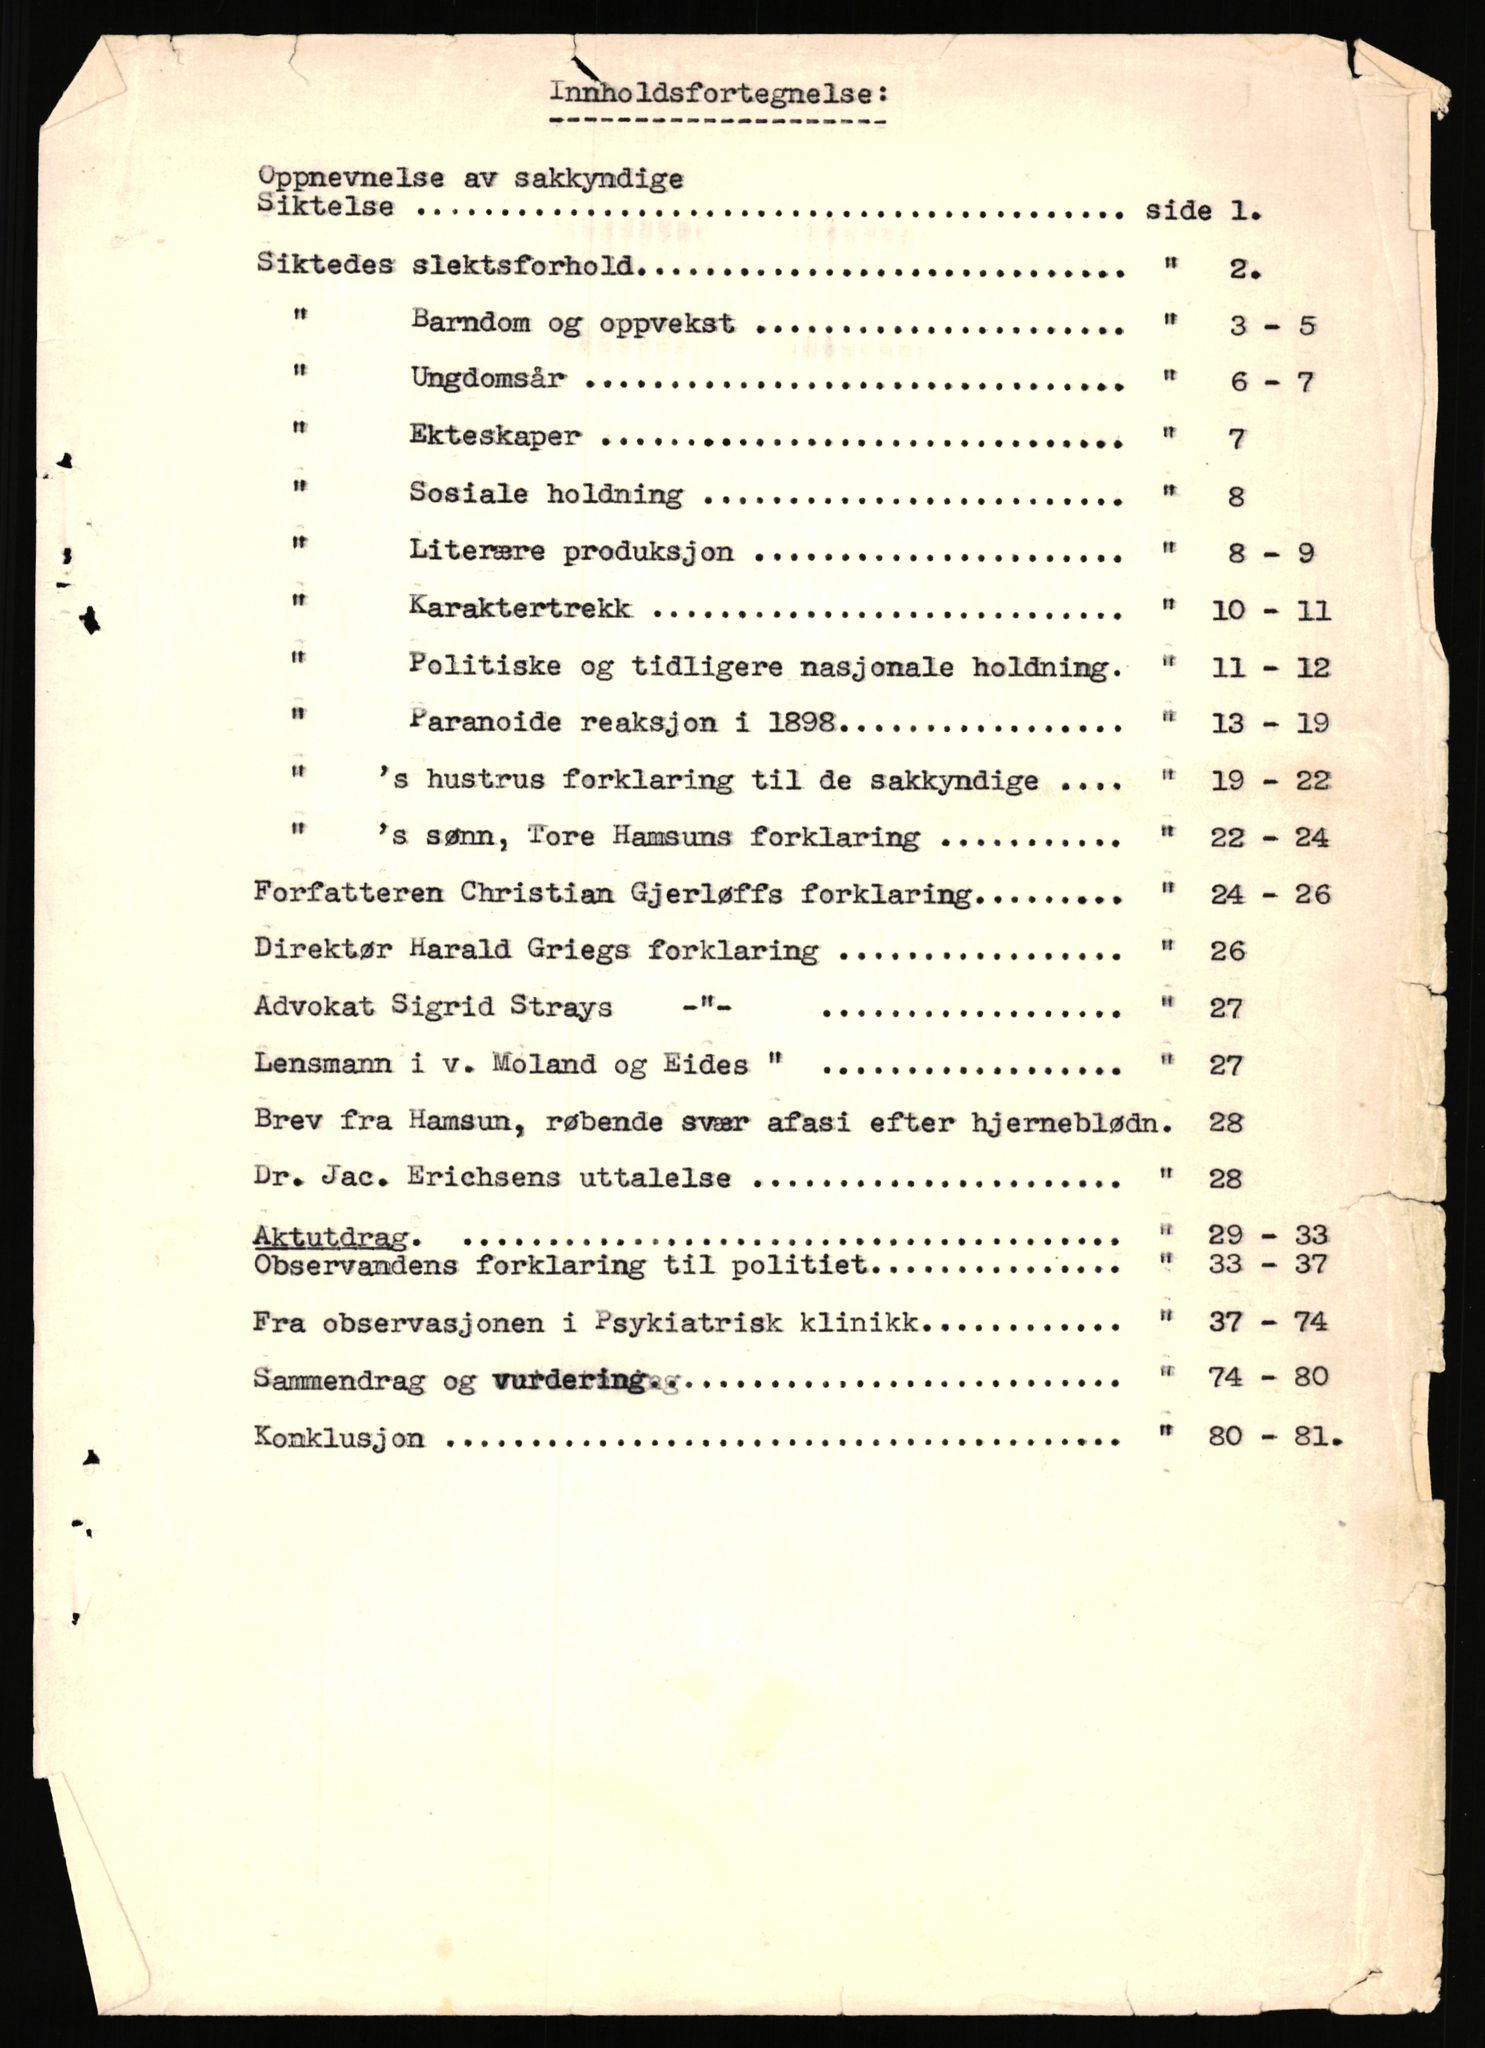 Innholdsfortegnelse:
Oppnevnelse av sakkyndige
Siktelse .......................................... side 1.
Siktedes slektsforhold............................. " 2.
" Barndom og oppvekst ...................... " 3 - 5
" Ungdomsår ................................ " 6 - 7
" Ekteskaper ............................... " 7
" Sosiale holdning ......................... " 8
" Literære produksjon ...................... " 8 - 9
" Karaktertrekk ............................ " 10 - 11
" Politiske og tidligere nasjonale holdning. " 11 - 12
" Paranoide reaksjon i 1898................. " 13 - 19
" 's hustrus forklaring til de sakkyndige .... " 19 - 22
" 's sønn, Tore Hamsuns forklaring ........... " 22 - 24
Forfatteren Christian Gjerløffs forklaring......... " 24 - 26
Direktør Harald Griegs forklaring ................. " 26
Advokat Sigrid Strays -"- .................. " 27
Lensmann i v. Moland og Eides " .................. " 27
Brev fra Hamsun, røbende svær afasi efter hjerneblødn. 28
Dr. Jac. Erichsens uttalelse ...................... " 28
Aktutdrag. ....................................... " 29 - 33
Observandens forklaring til politiet............... " 33 - 37
Fra observasjonen i Psykiatrisk klinikk............ " 37 - 74
Sammendrag og vurdering............................ " 74 - 80
Konklusjon ........................................ " 80 - 81.